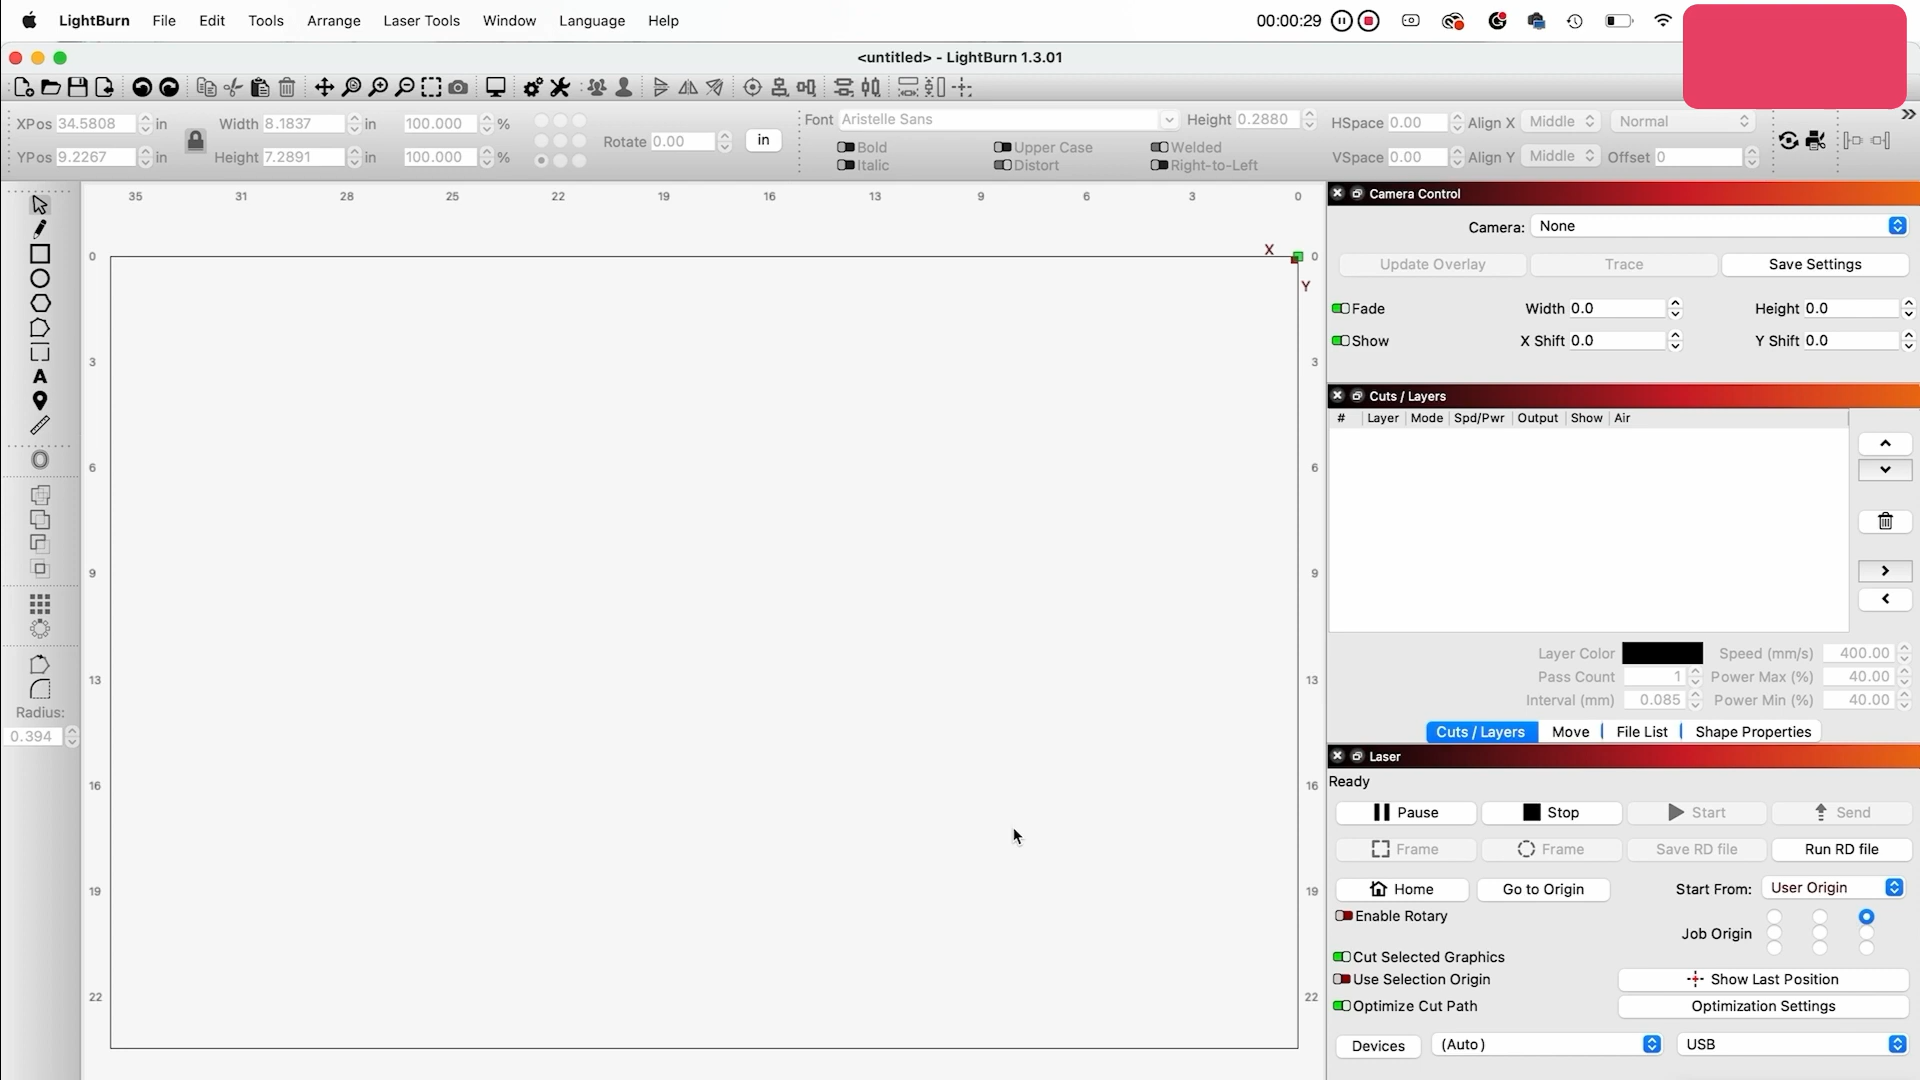 LightBurn File Edit Tools Arrange Laser Tools Window Language Help 00:00:29
<untitled> - LightBurn 1.3.01
XPos 34.5808 in Width 8.1837 in 100.000 %
YPos 9.2267 in Height 7.2891 in 100.000 %
Rotate 0.00 in
Font Aristelle Sans Height 0.2880
Bold Upper Case Welded
Italic Distort Right-to-Left
HSpace 0.00 Align X Middle Normal
VSpace 0.00 Align Y Middle Offset 0
35 31 28 25 22 19 16 13 9 6 3 0
X
Y
0 0
3 3
6 6
9 9
13 13
16 16
19 19
22 22
A
Radius:
0.394
Camera Control
Camera: None
Update Overlay Trace Save Settings
Fade Width 0.0 Height 0.0
Show X Shift 0.0 Y Shift 0.0
Cuts / Layers
# Layer Mode Spd/Pwr Output Show Air
Layer Color Speed (mm/s) 400.00
Pass Count 1 Power Max (%) 40.00
Interval (mm) 0.085 Power Min (%) 40.00
Cuts / Layers Move File List Shape Properties
Laser
Ready
Pause Stop Start Send
Frame Frame Save RD file Run RD file
Home Go to Origin Start From: User Origin
Enable Rotary
Job Origin
Cut Selected Graphics
Use Selection Origin Show Last Position
Optimize Cut Path Optimization Settings
Devices (Auto) USB